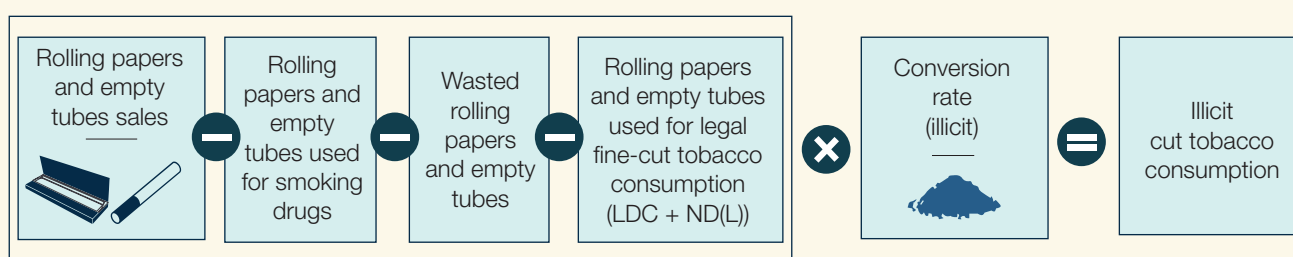 Rolling papers
and empty
tubes sales
Rolling
papers and
empty
tubes used
for smoking
drugs
Wasted
rolling
papers
and empty
tubes
Rolling papers
and empty tubes
used for legal
fine-cut tobacco
consumption
(LDC + ND(L))
Conversion
rate
(illicit)
Illicit
cut tobacco
consumption